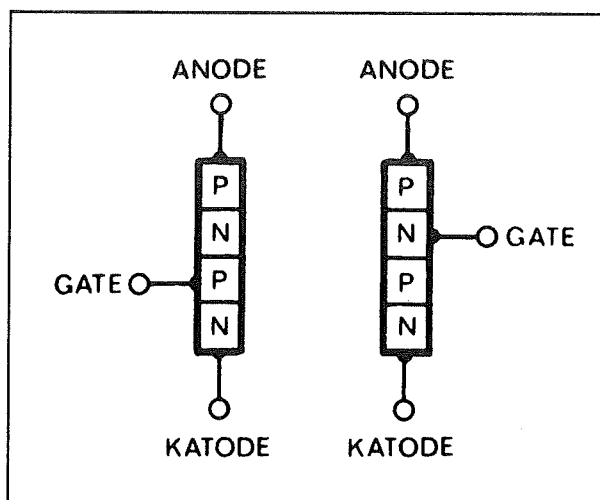 ANODE ANODE
P P
N N
GATE
GATE
P P
N N
KATODE KATODE